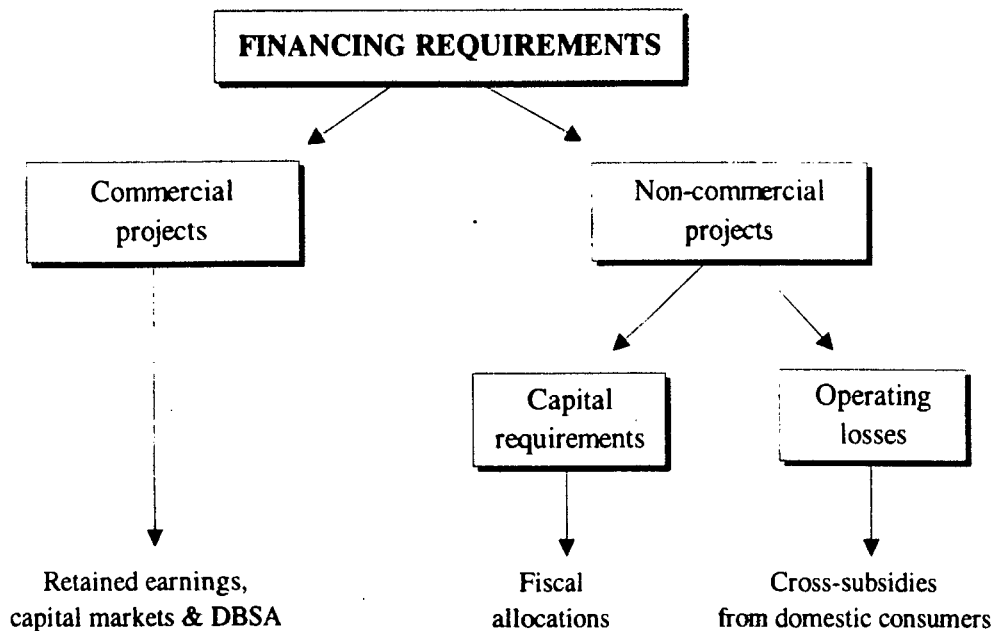 FINANCING REQUIREMENTS
Commercial
projects
Non-commercial
projects
Capital
requirements
Operating
losses
Retained earnings,
capital markets & DBSA
Fiscal
allocations
Cross-subsidies
from domestic consumers